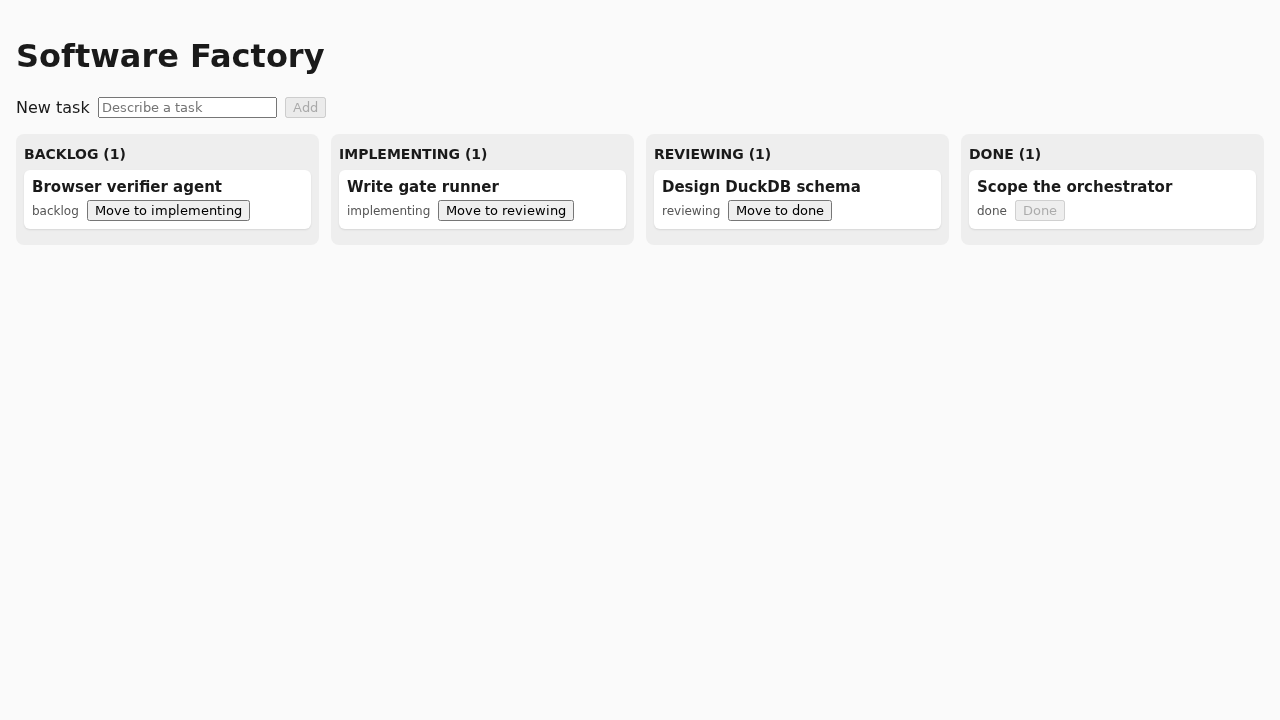 Software Factory
New task Describe a task Add
BACKLOG (1)
Browser verifier agent
backlog Move to implementing
IMPLEMENTING (1)
Write gate runner
implementing Move to reviewing
REVIEWING (1)
Design DuckDB schema
reviewing Move to done
DONE (1)
Scope the orchestrator
done Done